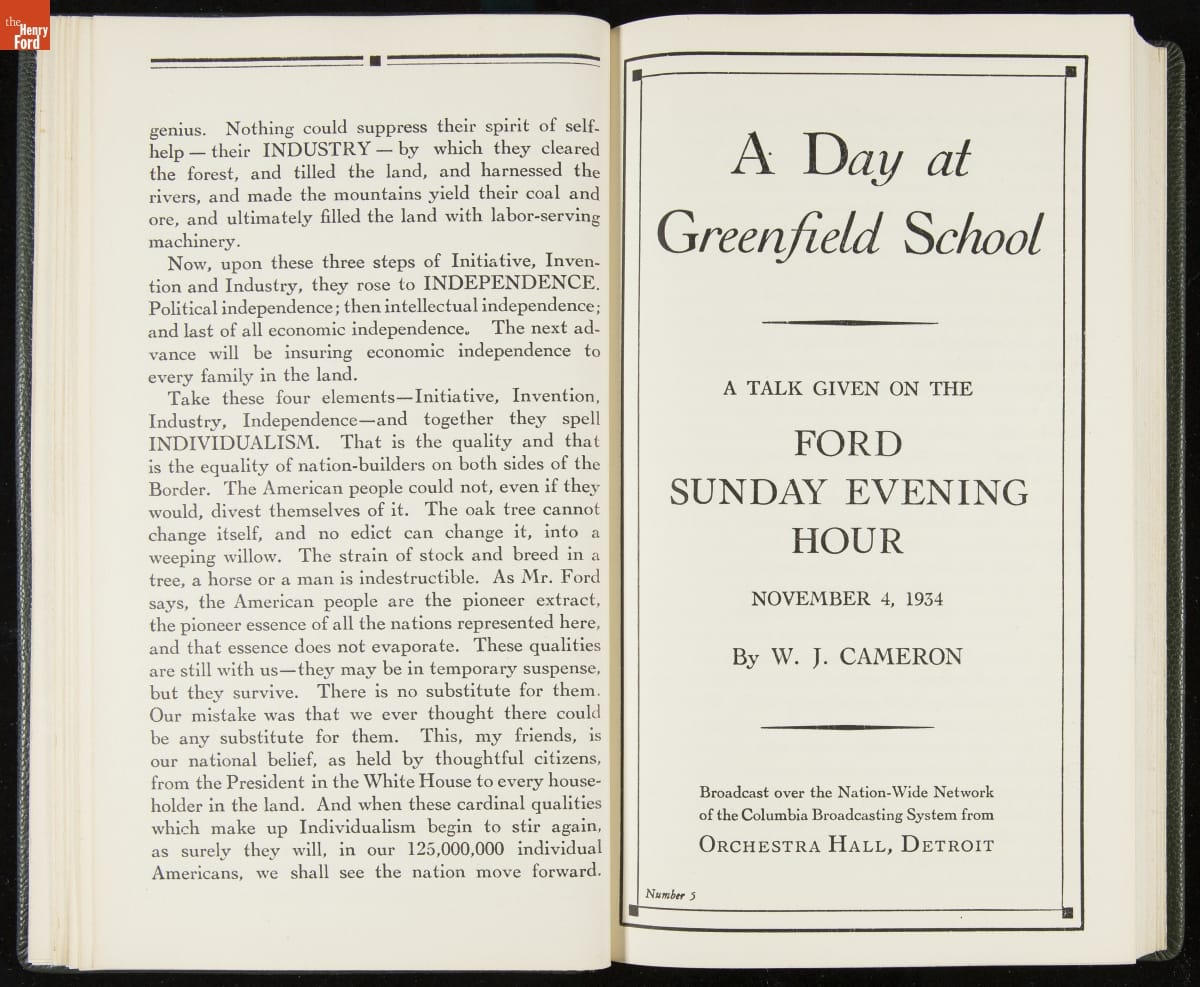 the
Henry
Ford
genius. Nothing could suppress their spirit of self-
help — their INDUSTRY — by which they cleared
the forest, and tilled the land, and harnessed the
rivers, and made the mountains yield their coal and
ore, and ultimately filled the land with labor-serving
machinery.
Now, upon these three steps of Initiative, Inven-
tion and Industry, they rose to INDEPENDENCE.
Political independence; then intellectual independence;
and last of all economic independence. The next ad-
vance will be insuring economic independence to
every family in the land.
Take these four elements—Initiative, Invention,
Industry, Independence—and together they spell
INDIVIDUALISM. That is the quality and that
is the equality of nation-builders on both sides of the
Border. The American people could not, even if they
would, divest themselves of it. The oak tree cannot
change itself, and no edict can change it, into a
weeping willow. The strain of stock and breed in a
tree, a horse or a man is indestructible. As Mr. Ford
says, the American people are the pioneer extract,
the pioneer essence of all the nations represented here,
and that essence does not evaporate. These qualities
are still with us—they may be in temporary suspense,
but they survive. There is no substitute for them.
Our mistake was that we ever thought there could
be any substitute for them. This, my friends, is
our national belief, as held by thoughtful citizens,
from the President in the White House to every house-
holder in the land. And when these cardinal qualities
which make up Individualism begin to stir again,
as surely they will, in our 125,000,000 individual
Americans, we shall see the nation move forward.
A Day at
Greenfield School
A TALK GIVEN ON THE
FORD
SUNDAY EVENING
HOUR
NOVEMBER 4, 1934
By W. J. CAMERON
Broadcast over the Nation-Wide Network
of the Columbia Broadcasting System from
ORCHESTRA HALL, DETROIT
Number 5